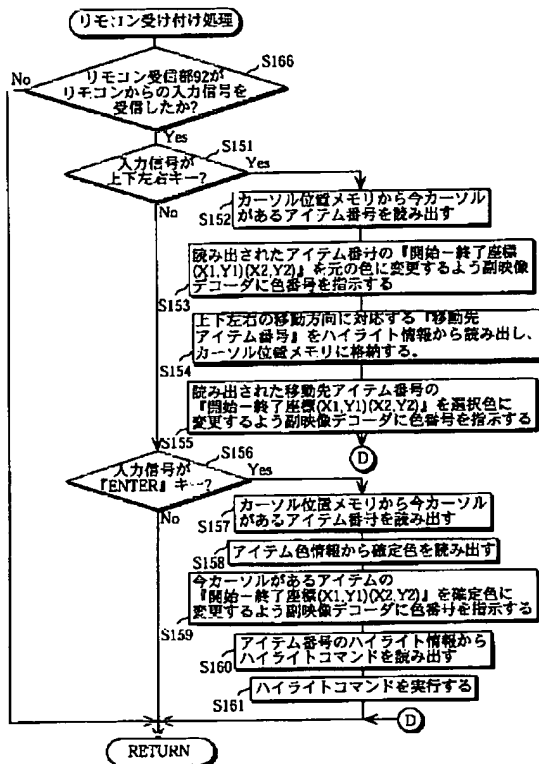 リモコン受け付け処理
S166
No
リモコン受信部92が
リモコンからの入力信号を
受信したか?
Yes
S151
入力信号が
上下左右キー?
Yes
No
S152
カーソル位置メモリから今カーソル
があるアイテム番号を読み出す
読み出されたアイテム番号の『開始ー終了座標
(X1,Y1)(X2,Y2)』を元の色に変更するよう副映像
デコーダに色番号を指示する
S153
上下左右の移動方向に対応する『移動先
アイテム番号』をハイライト情報から読み出し、
カーソル位置メモリに格納する。
S154
読み出された移動先アイテム番号の
『開始ー終了座標(X1,Y1)(X2,Y2)』を選択色に
変更するよう副映像デコーダに色番号を指示する
S155
D
S156
入力信号が
『ENTER』キー?
Yes
No
S157
カーソル位置メモリから今カーソル
があるアイテム番号を読み出す
S158
アイテム色情報から確定色を読み出す
今カーソルがあるアイテムの
『開始ー終了座標(X1,Y1)(X2,Y2)』を確定色に
変更するよう副映像デコーダに色番号を指示する
S159
アイテム番号のハイライト情報から
ハイライトコマンドを読み出す
S160
ハイライトコマンドを実行する
S161
D
RETURN